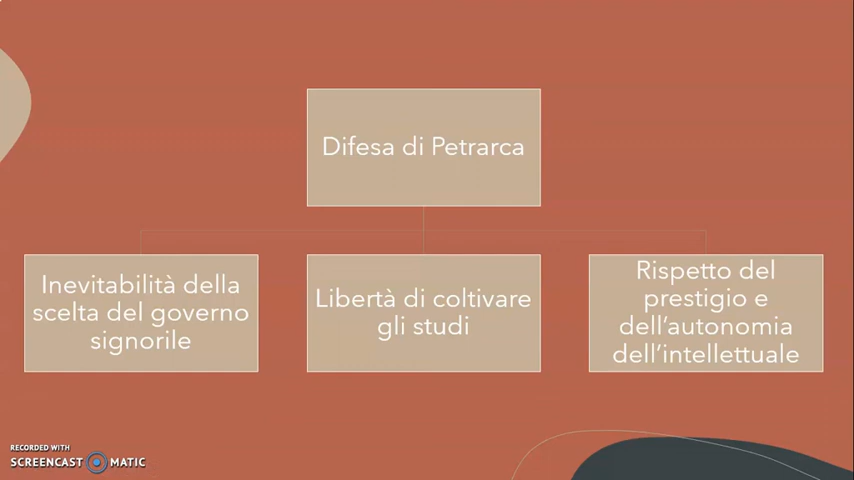 Difesa di Petrarca
Inevitabilità della
scelta del governo
signorile
Libertà di coltivare
gli studi
Rispetto del
prestigio e
dell’autonomia
dell’intellettuale
RECORDED WITH
SCREENCAST MATIC